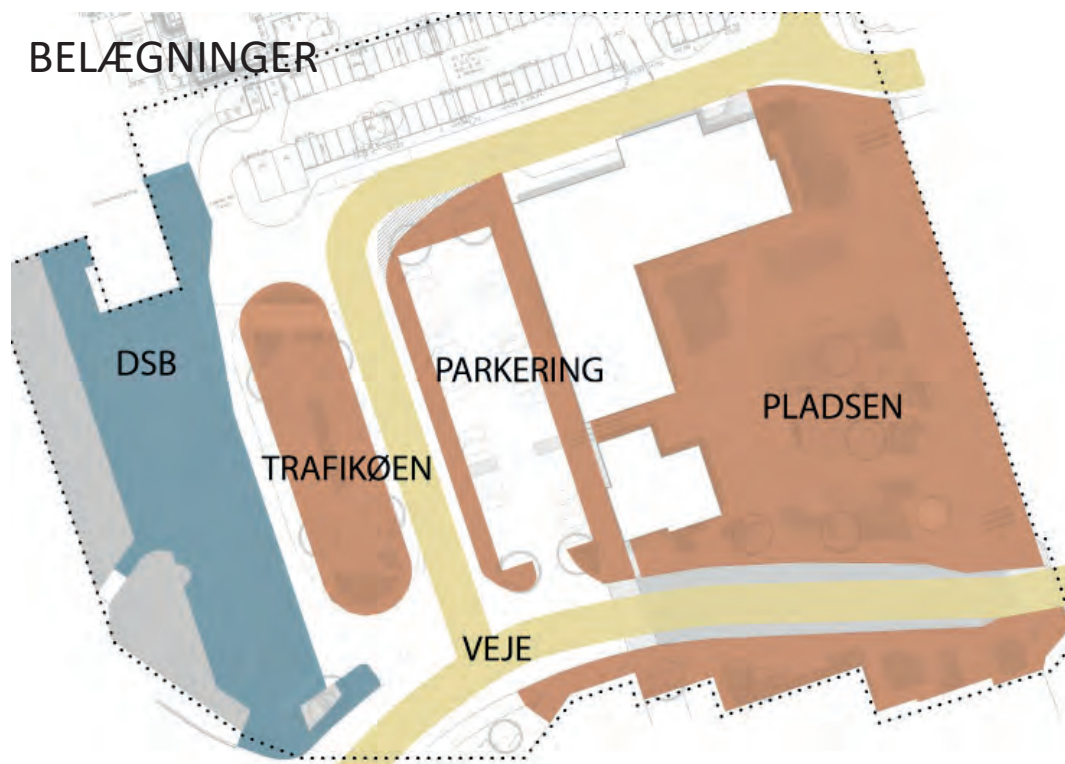 BELÆGNINGER
DSB
PARKERING
PLADSEN
TRAFIKØEN
VEJE